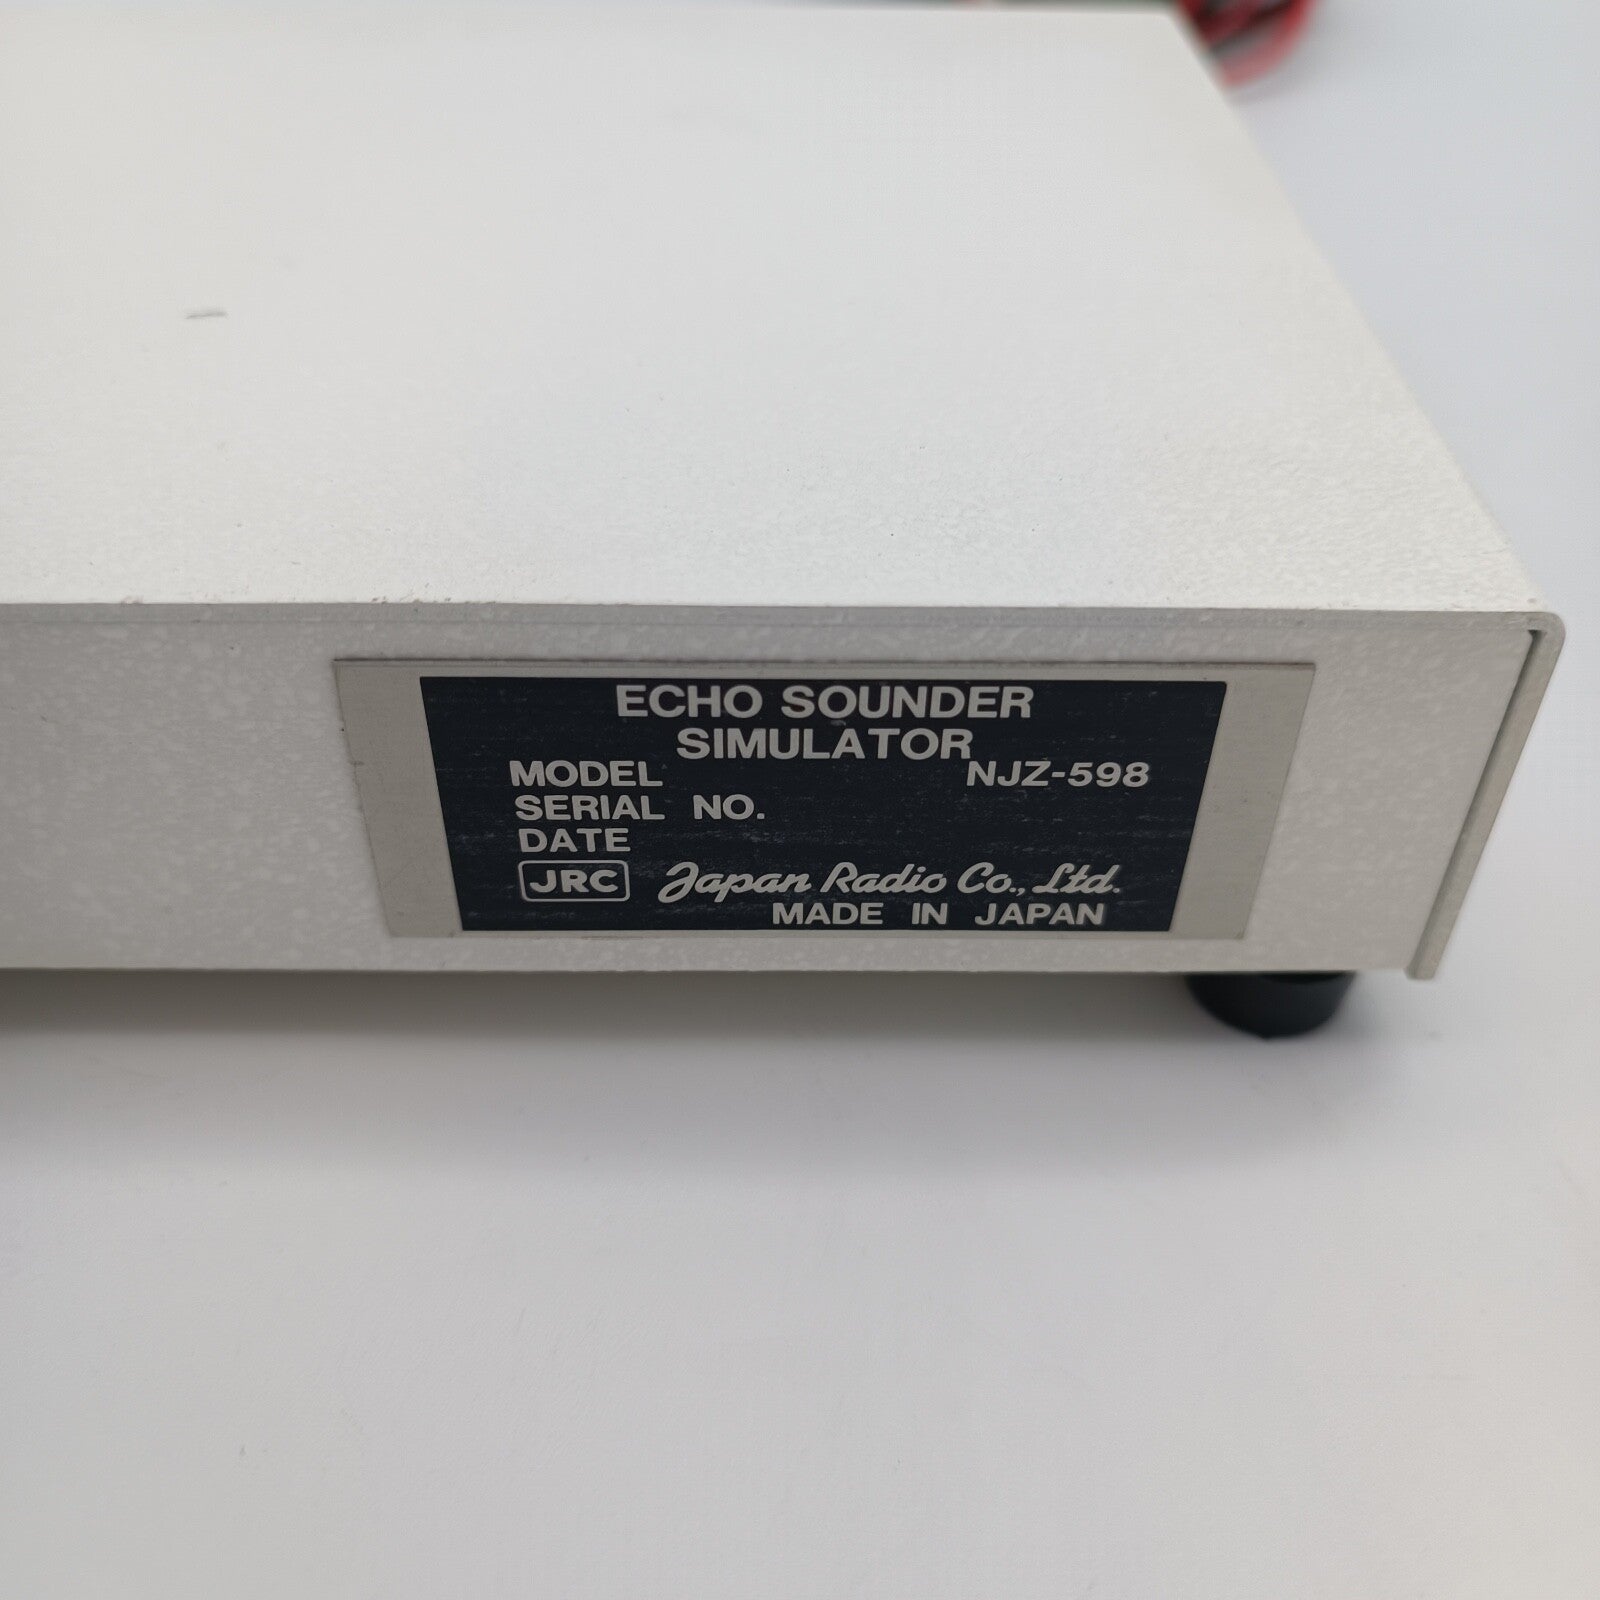 ECHO SOUNDER
SIMULATOR
MODEL NJZ-598
SERIAL NO.
DATE
JRC Japan Radio Co., Ltd.
MADE IN JAPAN